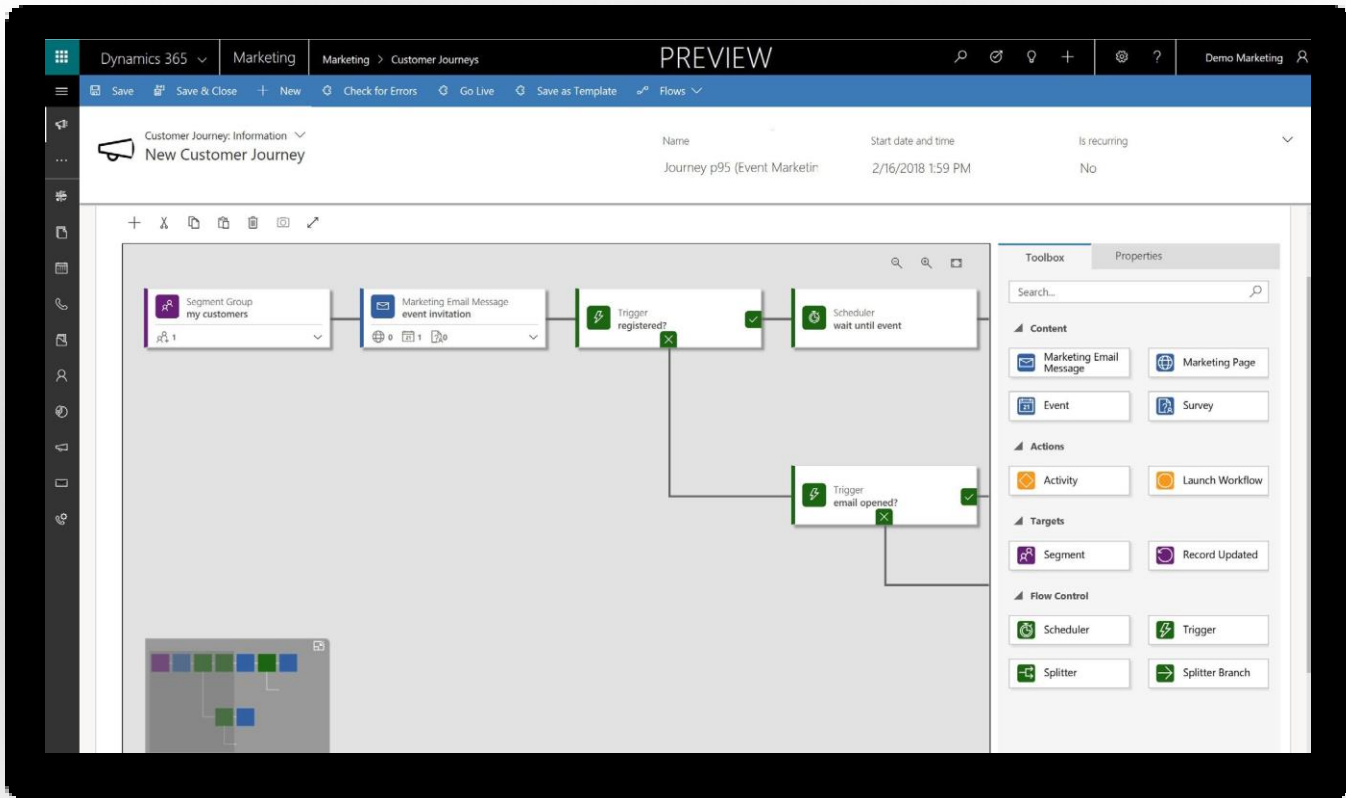 Dynamics 365
Marketing
Marketing > Customer Journeys
PREVIEW
?
Demo Marketing
Save
Save & Close
New
Check for Errors
Go Live
Save as Template
Flows
Customer Journey: Information
New Customer Journey
Name
Journey p95 (Event Marketin
Start date and time
2/16/2018 1:59 PM
Is recurring
No
Segment Group
my customers
1
Marketing Email Message
event invitation
0
21
1
0
Trigger
registered?
Scheduler
wait until event
Trigger
email opened?
Toolbox
Properties
Search...
Content
Marketing Email
Message
Marketing Page
21
Event
Survey
Actions
Activity
Launch Workflow
Targets
Segment
Record Updated
Flow Control
Scheduler
Trigger
Splitter
Splitter Branch